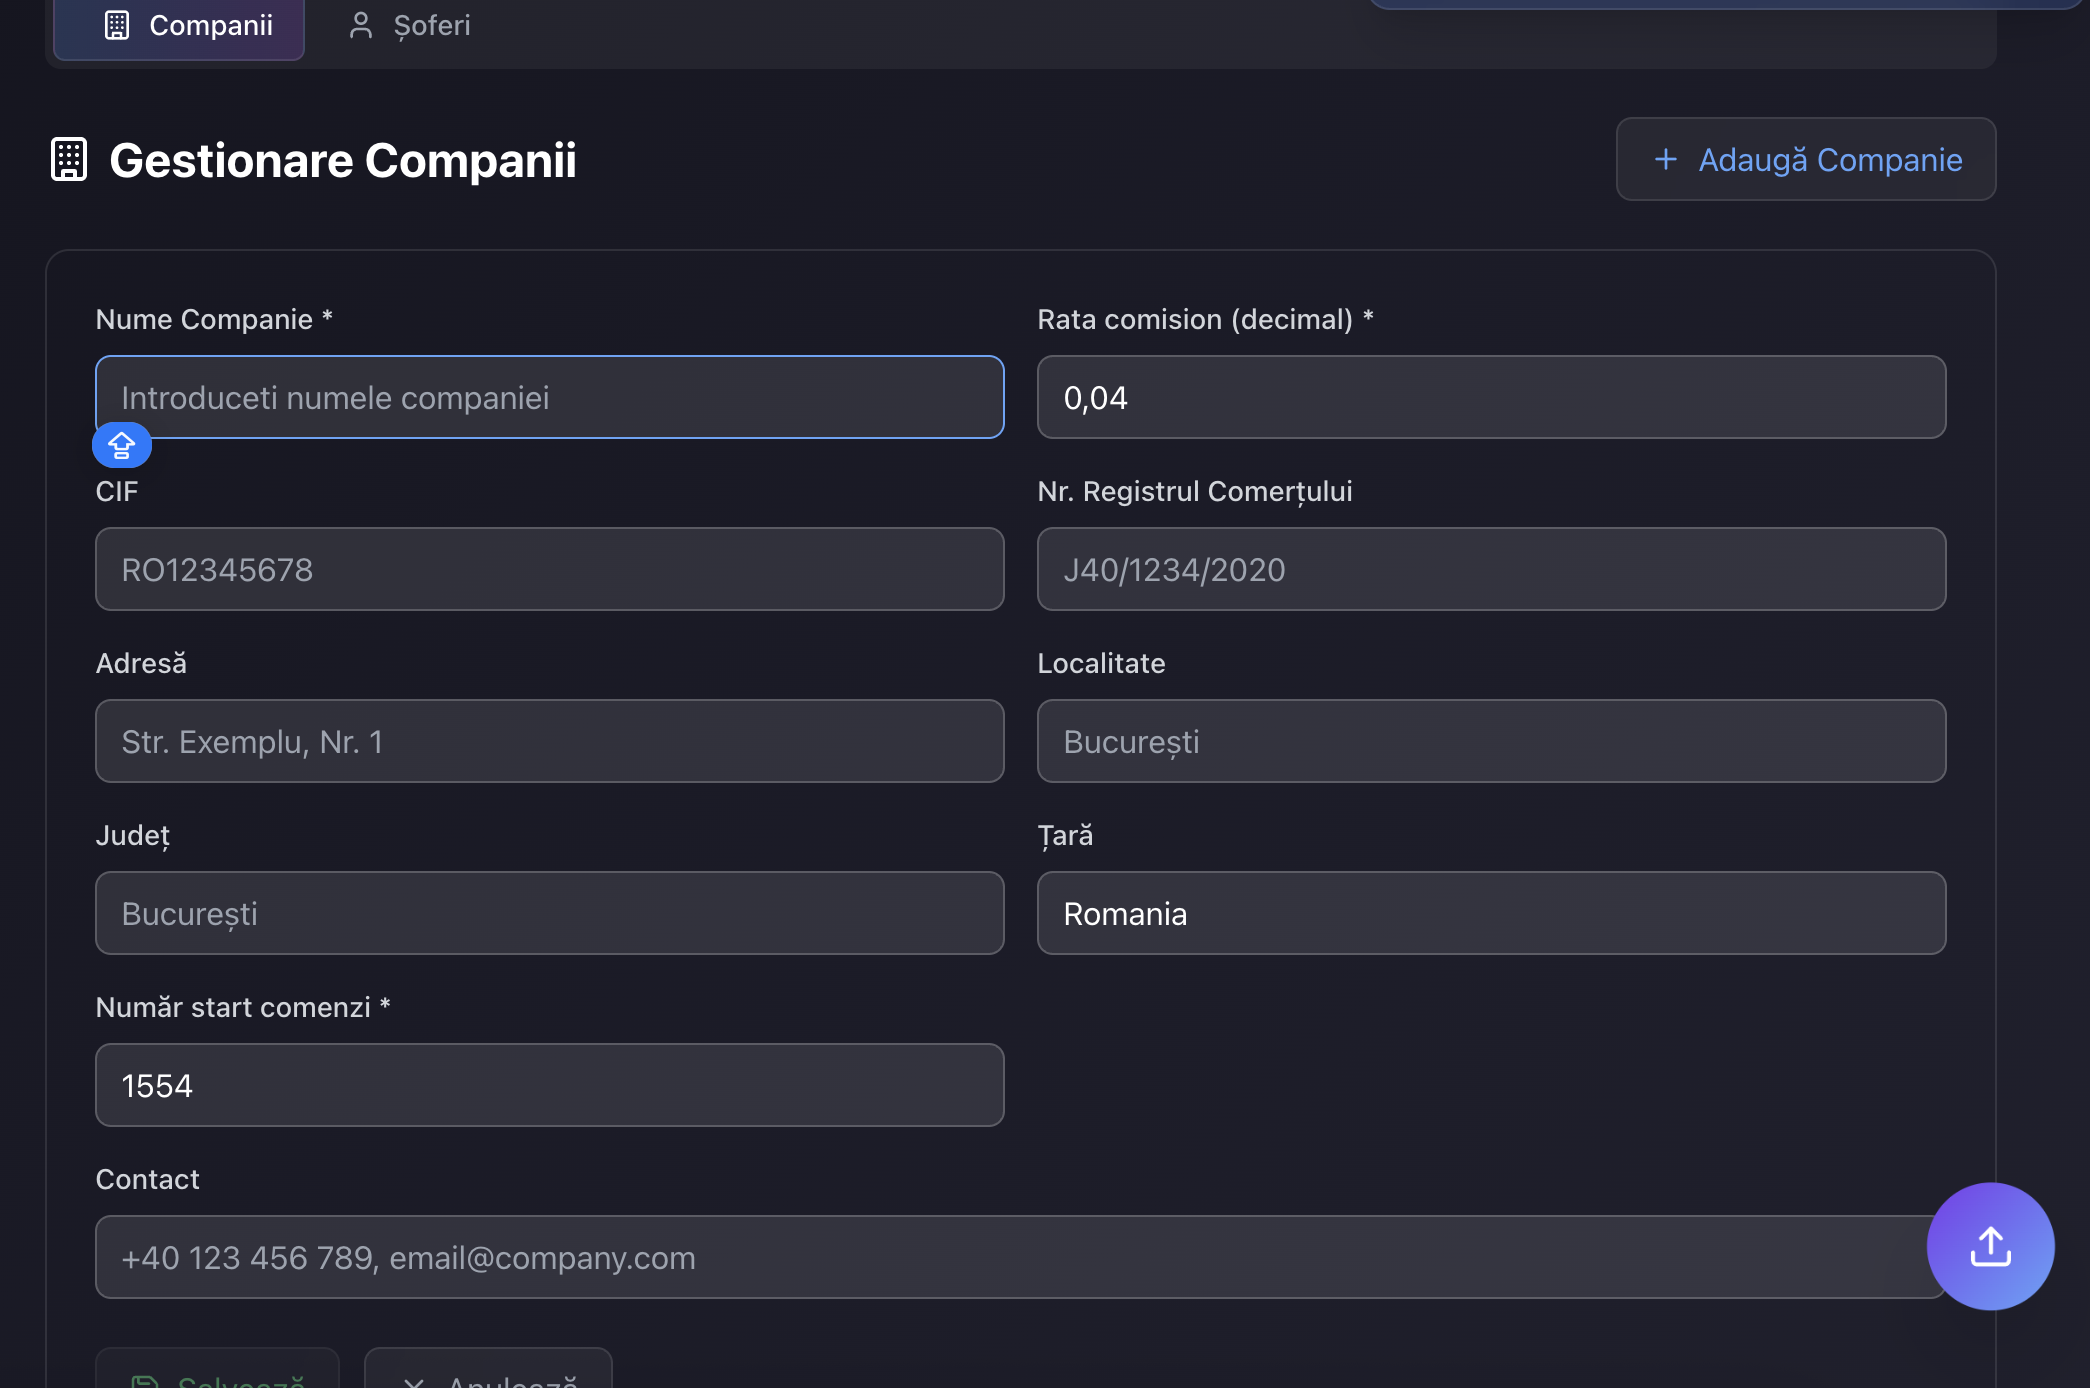 Companii
Șoferi
Gestionare Companii
+ Adaugă Companie
Nume Companie *
Rata comision (decimal) *
Introduceti numele companiei
0,04
CIF
Nr. Registrul Comerțului
RO12345678
J40/1234/2020
Adresă
Localitate
Str. Exemplu, Nr. 1
București
Județ
Țară
București
Romania
Număr start comenzi *
1554
Contact
+40 123 456 789, email@company.com
Salvează
Anulează